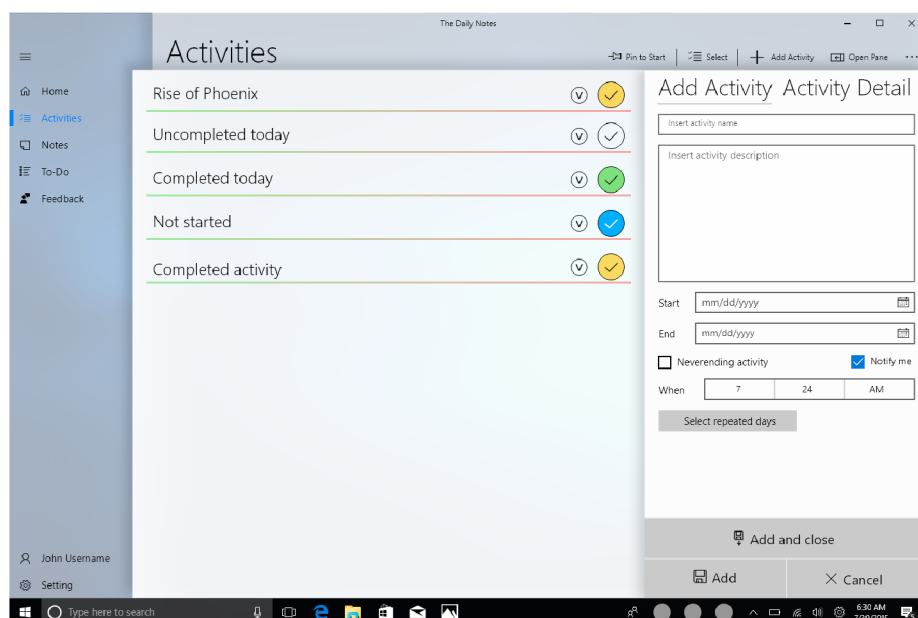 The Daily Notes
Activities
Pin to Start
Select
Add Activity
Open Pane
Home
Activities
Notes
To-Do
Feedback
John Username
Setting
Rise of Phoenix
V
Uncompleted today
V
Completed today
V
Not started
V
Completed activity
V
Add Activity Activity Detail
Insert activity name
Insert activity description
Start mm/dd/yyyy
End mm/dd/yyyy
Neverending activity Notify me
When 7 24 AM
Select repeated days
Add and close
Add
Cancel
Type here to search
6:30 AM
7/30/2015